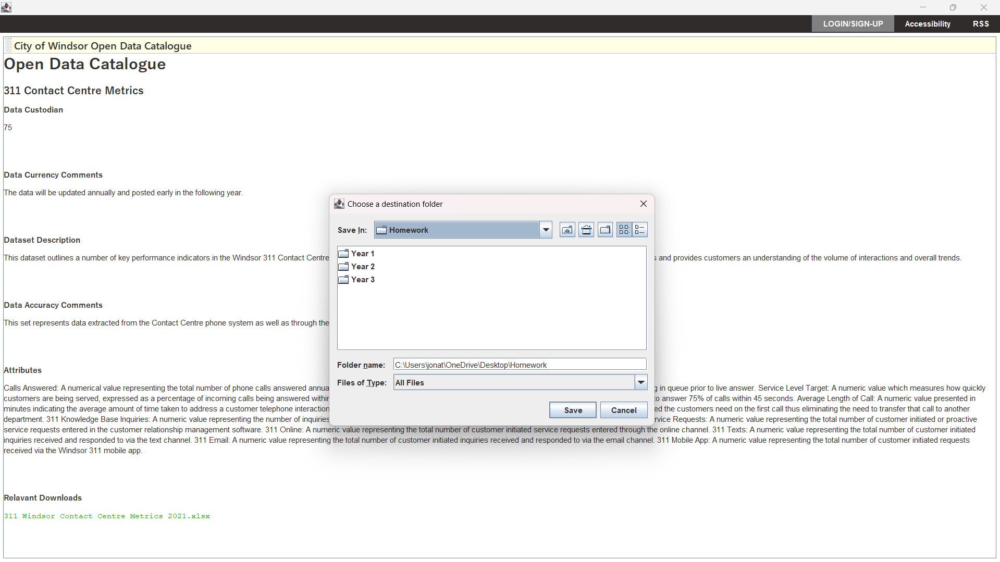 LOGIN/SIGN-UP Accessibility RSS
City of Windsor Open Data Catalogue
Open Data Catalogue
311 Contact Centre Metrics
Data Custodian
75
Data Currency Comments
The data will be updated annually and posted early in the following year.
Dataset Description
This dataset outlines a number of key performance indicators in the Windsor 311 Contact Centre
and provides customers an understanding of the volume of interactions and overall trends.
Data Accuracy Comments
This set represents data extracted from the Contact Centre phone system as well as through the
Attributes
Calls Answered: A numerical value representing the total number of phone calls answered
in queue prior to live answer. Service Level Target: A numeric value which measures how quickly
customers are being served, expressed as a percentage of incoming calls being answered
answer 75% of calls within 45 seconds. Average Length of Call: A numeric value presented in
minutes indicating the average amount of time taken to address a customer telephone interaction
the customers need on the first call thus eliminating the need to transfer that call to another
department. 311 Knowledge Base Inquiries: A numeric value representing the number of inquiries
Requests: A numeric value representing the total number of customer initiated or proactive
service requests entered in the customer relationship management software. 311 Online: A numeric value representing the total number of customer initiated service requests entered through the online channel. 311 Texts: A numeric value representing the total number of customer initiated
inquiries received and responded to via the text channel. 311 Email: A numeric value representing the total number of customer initiated inquiries received and responded to via the email channel. 311 Mobile App: A numeric value representing the total number of customer initiated requests
received via the Windsor 311 mobile app.
Relavant Downloads
311 Windsor Contact Centre Metrics 2021.xlsx
Choose a destination folder
Save In: Homework
Year 1
Year 2
Year 3
Folder name: C:\Users\jonat\OneDrive\Desktop\Homework
Files of Type: All Files
Save Cancel